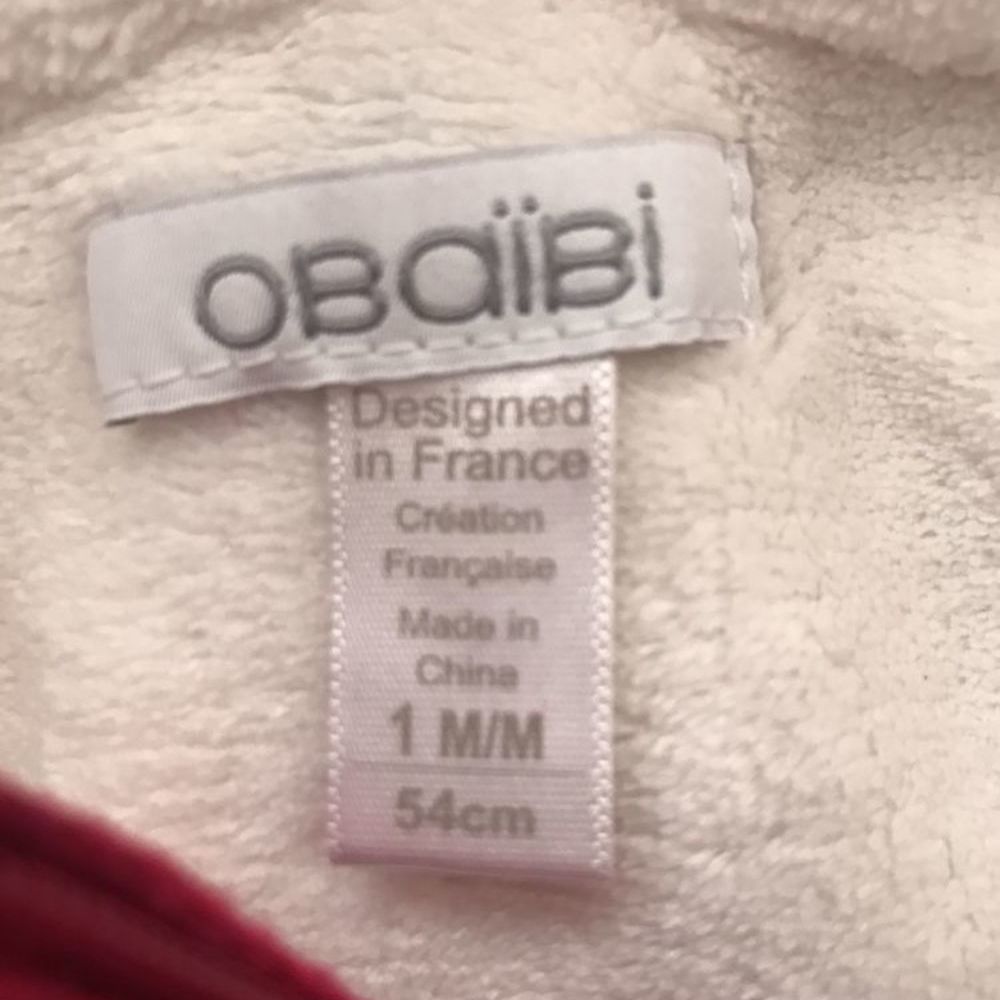 OBaïBi
Designed
in France
Création
Française
Made in
China
1 M/M
54cm